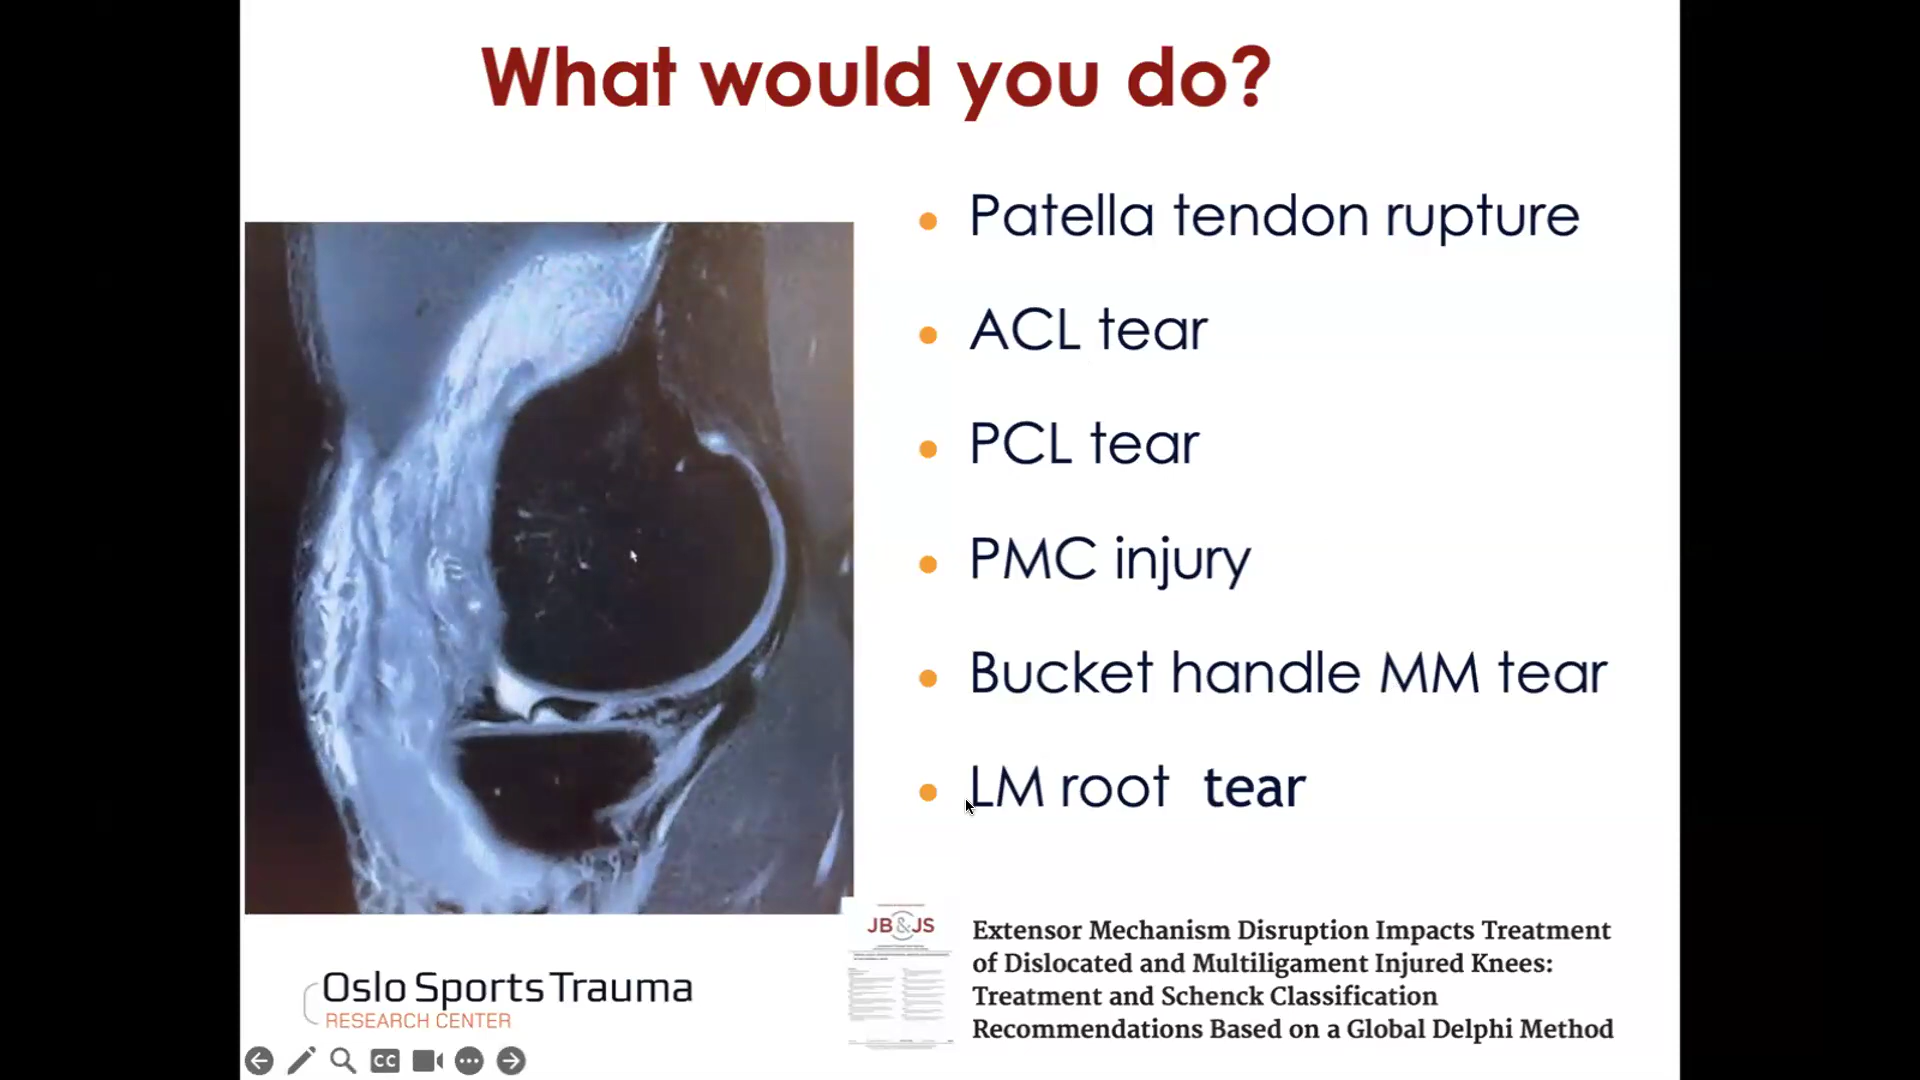 What would you do?
Patella tendon rupture
ACL tear
PCL tear
PMC injury
Bucket handle MM tear
LM root tear
JB&JS
Extensor Mechanism Disruption Impacts Treatment
of Dislocated and Multiligament Injured Knees:
Treatment and Schenck Classification
Recommendations Based on a Global Delphi Method
Oslo Sports Trauma
RESEARCH CENTER
CC